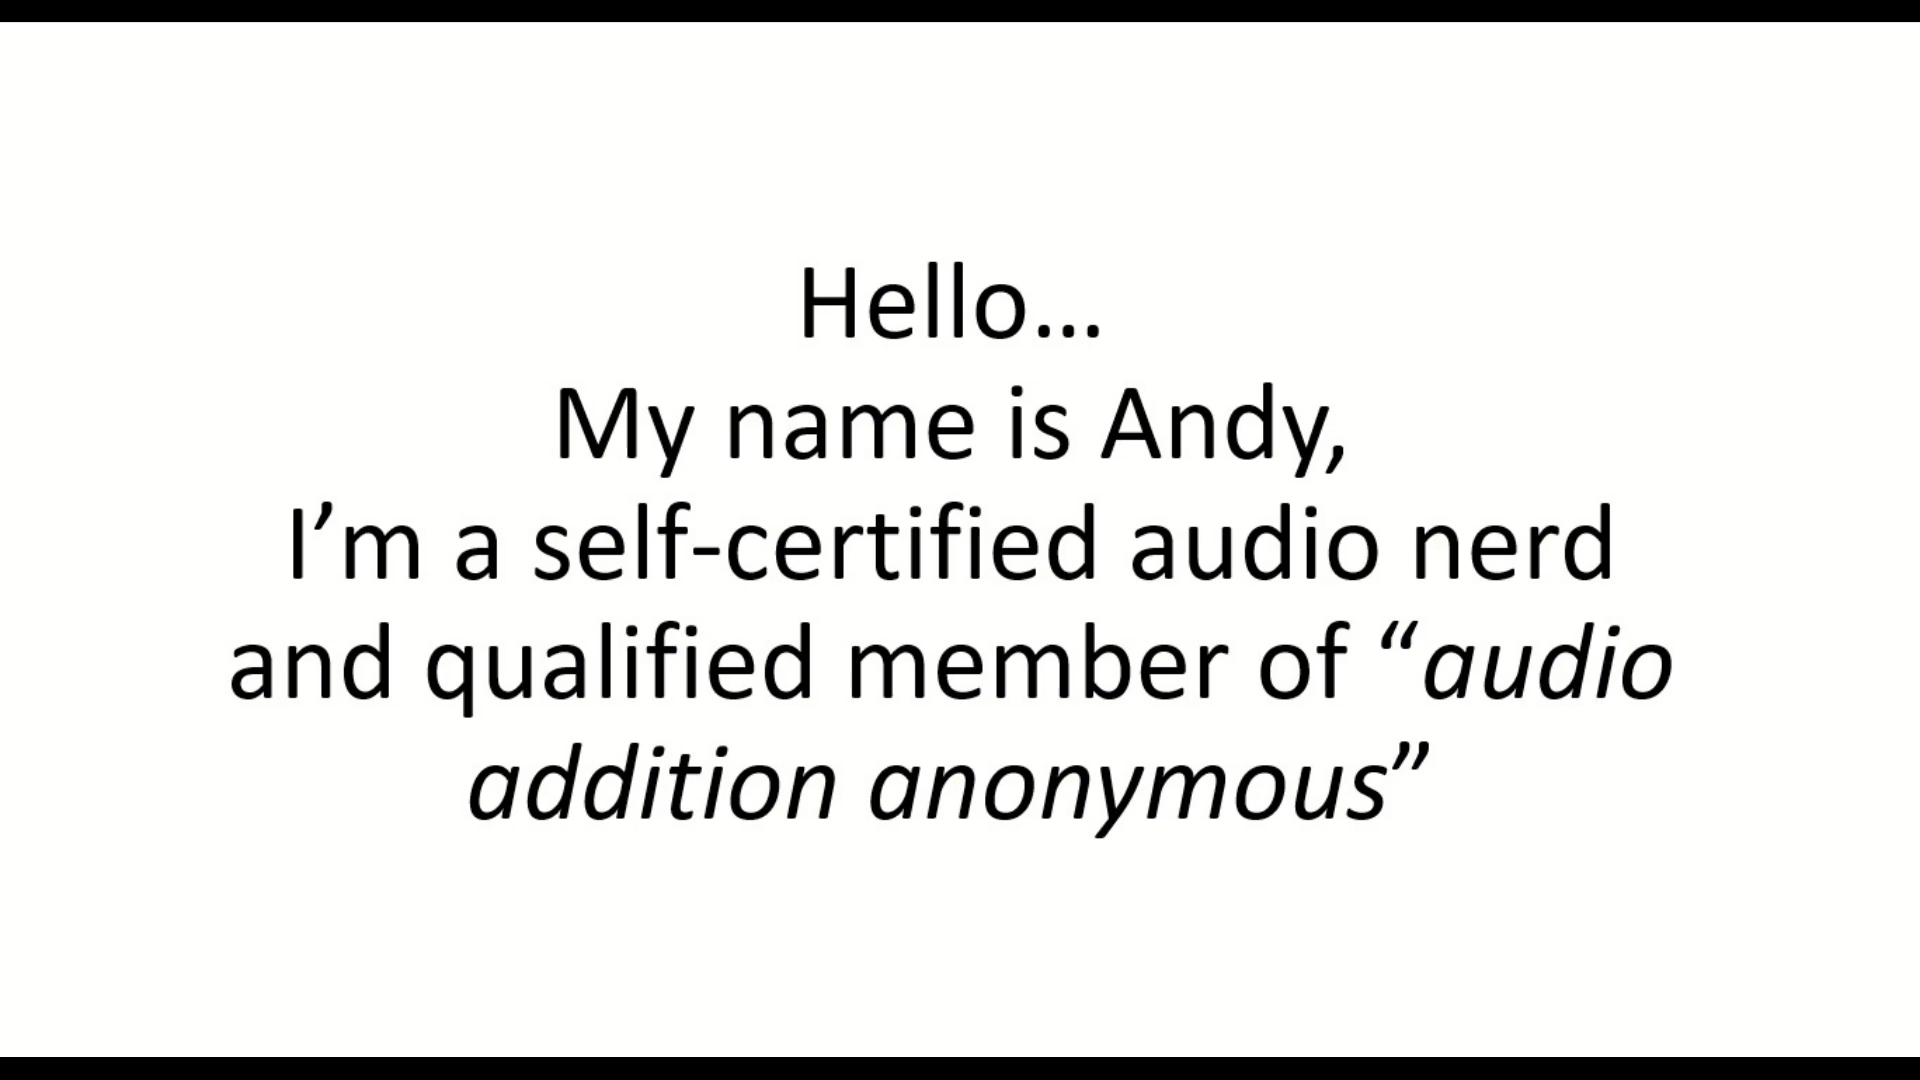 Hello…
My name is Andy,
I’m a self-certified audio nerd
and qualified member of “audio
addition anonymous”